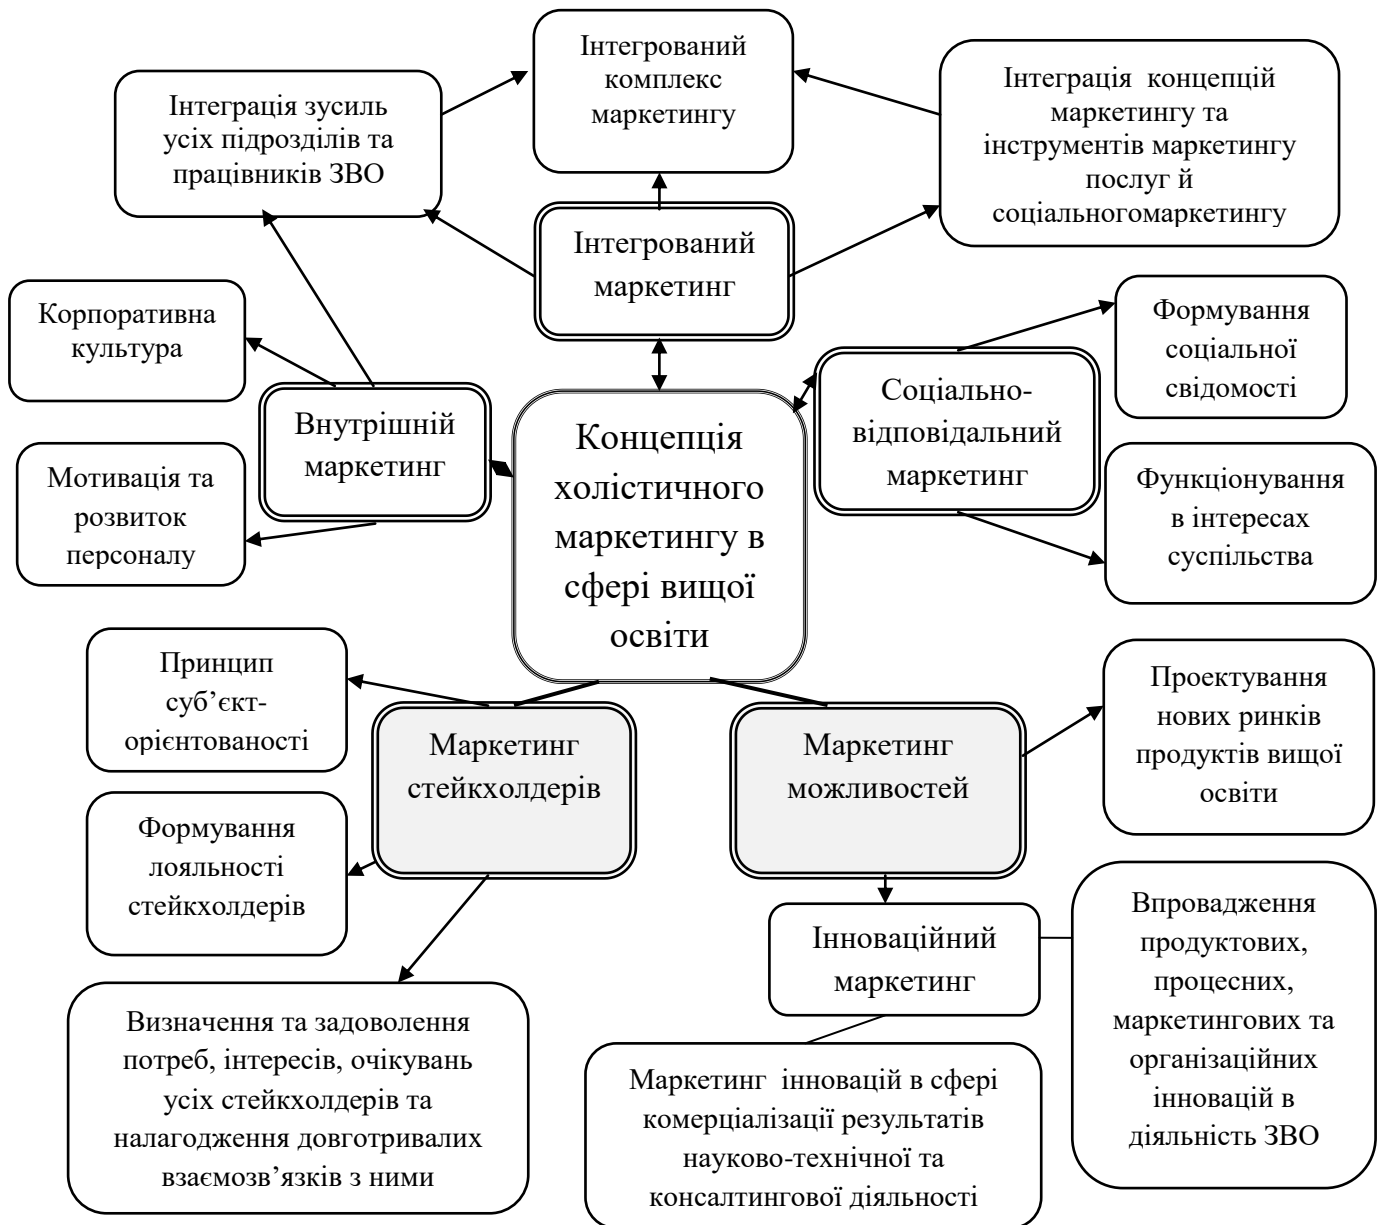 Інтегрований
комплекс
маркетингу
Інтеграція зусиль
усіх підрозділів та
працівників ЗВО
Інтеграція  концепцій
маркетингу та
інструментів маркетингу
послуг й
соціальногомаркетингу
Інтегрований
маркетинг
Корпоративна
культура
Формування
соціальної
свідомості
Внутрішній
маркетинг
Концепція
холістичного
маркетингу в
сфері вищої
освіти
Соціально-
відповідальний
маркетинг
Мотивація та
розвиток
персоналу
Функціонування
в інтересах
суспільства
Принцип
суб’єкт-
орієнтованості
Маркетинг
стейкхолдерів
Маркетинг
можливостей
Проектування
нових ринків
продуктів вищої
освіти
Формування
лояльності
стейкхолдерів
Інноваційний
маркетинг
Впровадження
продуктових,
процесних,
маркетингових та
організаційних
інновацій в
діяльність ЗВО
Визначення та задоволення
потреб, інтересів, очікувань
усіх стейкхолдерів та
налагодження довготривалих
взаємозв’язків з ними
Маркетинг  інновацій в сфері
комерціалізації результатів
науково-технічної та
консалтингової діяльності